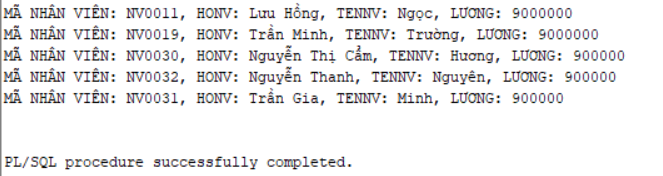 MÃ NHÂN VIÊN: NV0011, HONV: Lưu Hồng, TENNV: Ngọc, LƯƠNG: 9000000
MÃ NHÂN VIÊN: NV0019, HONV: Trần Minh, TENNV: Trường, LƯƠNG: 9000000
MÃ NHÂN VIÊN: NV0030, HONV: Nguyễn Thị Cẩm, TENNV: Hương, LƯƠNG: 900000
MÃ NHÂN VIÊN: NV0032, HONV: Nguyễn Thanh, TENNV: Nguyên, LƯƠNG: 900000
MÃ NHÂN VIÊN: NV0031, HONV: Trần Gia, TENNV: Minh, LƯƠNG: 900000
PL/SQL procedure successfully completed.